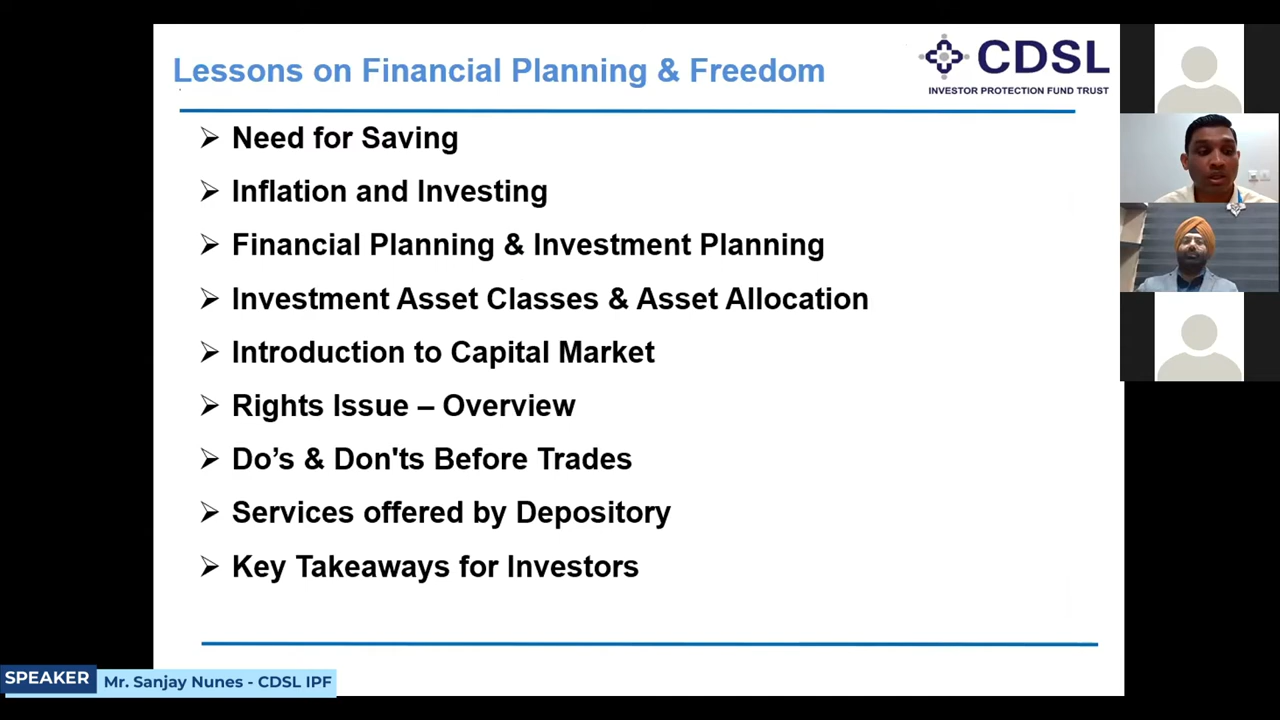 Lessons on Financial Planning & Freedom
CDSL
INVESTOR PROTECTION FUND TRUST
Need for Saving
Inflation and Investing
Financial Planning & Investment Planning
Investment Asset Classes & Asset Allocation
Introduction to Capital Market
Rights Issue – Overview
Do’s & Don'ts Before Trades
Services offered by Depository
Key Takeaways for Investors
SPEAKER
Mr. Sanjay Nunes - CDSL IPF